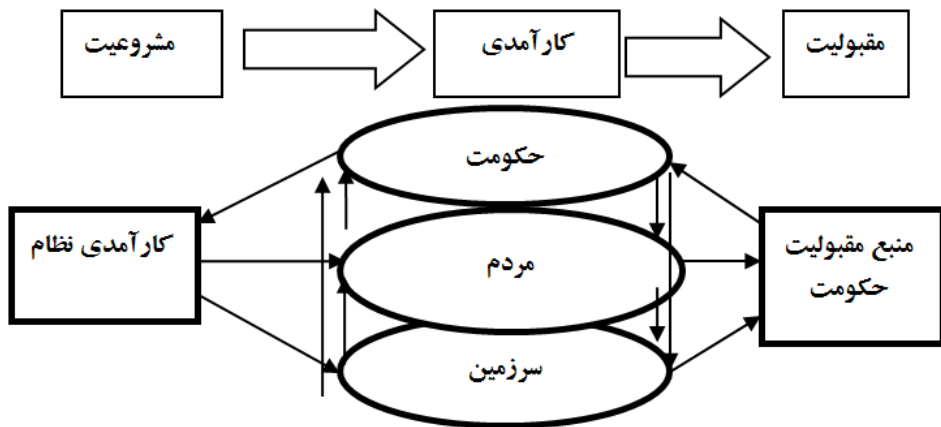 مشروعیت
کارآمدی
مقبولیت
حکومت
کارآمدی نظام
مردم
منبع مقبولیت
حکومت
سرزمین